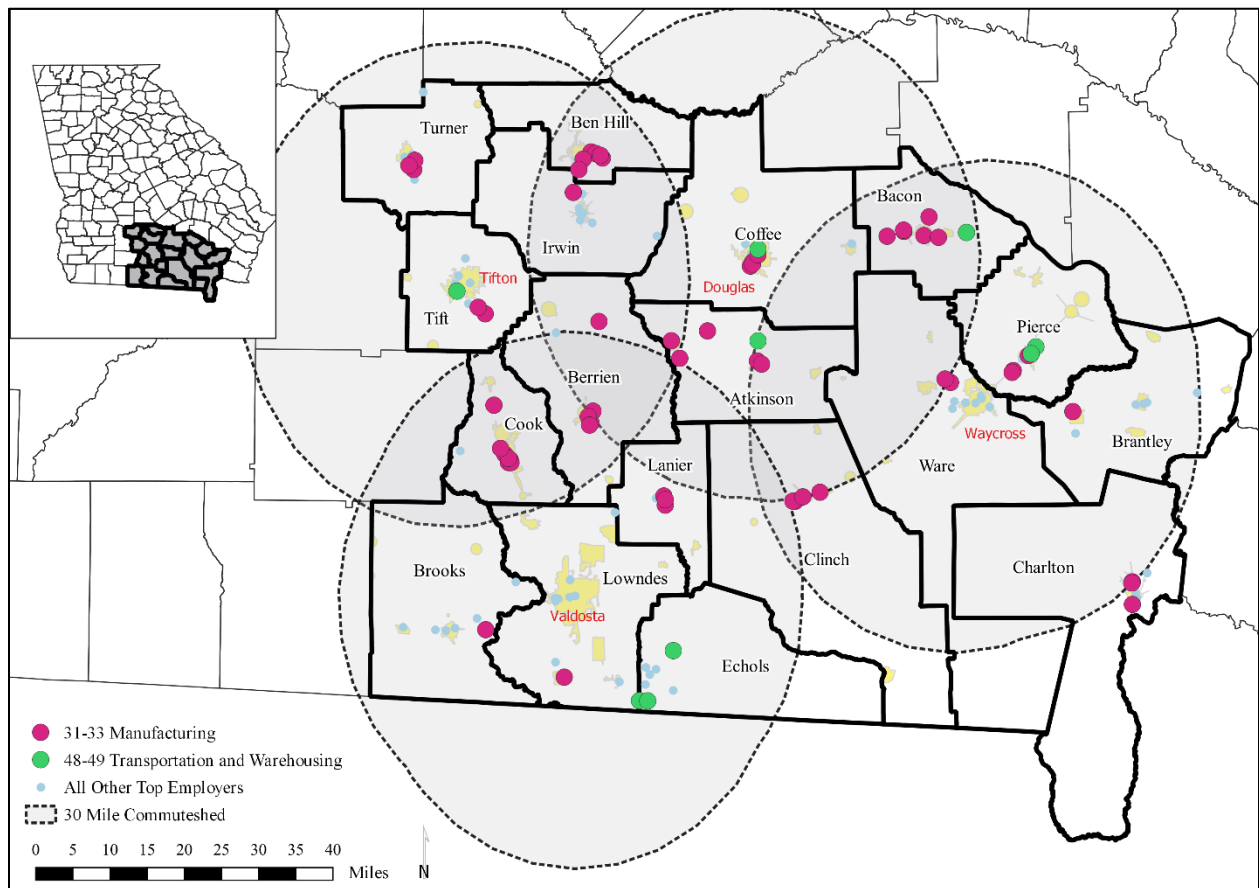 Turner
Ben Hill
Bacon
Coffee
Irwin
Tifton
Douglas
Tift
Pierce
Berrien
Atkinson
Cook
Waycross
Brantley
Lanier
Ware
Clinch
Charlton
Brooks
Lowndes
Valdosta
Echols
31-33 Manufacturing
48-49 Transportation and Warehousing
All Other Top Employers
30 Mile Commuteshed
0 5 10 15 20 25 30 35 40
Miles
N